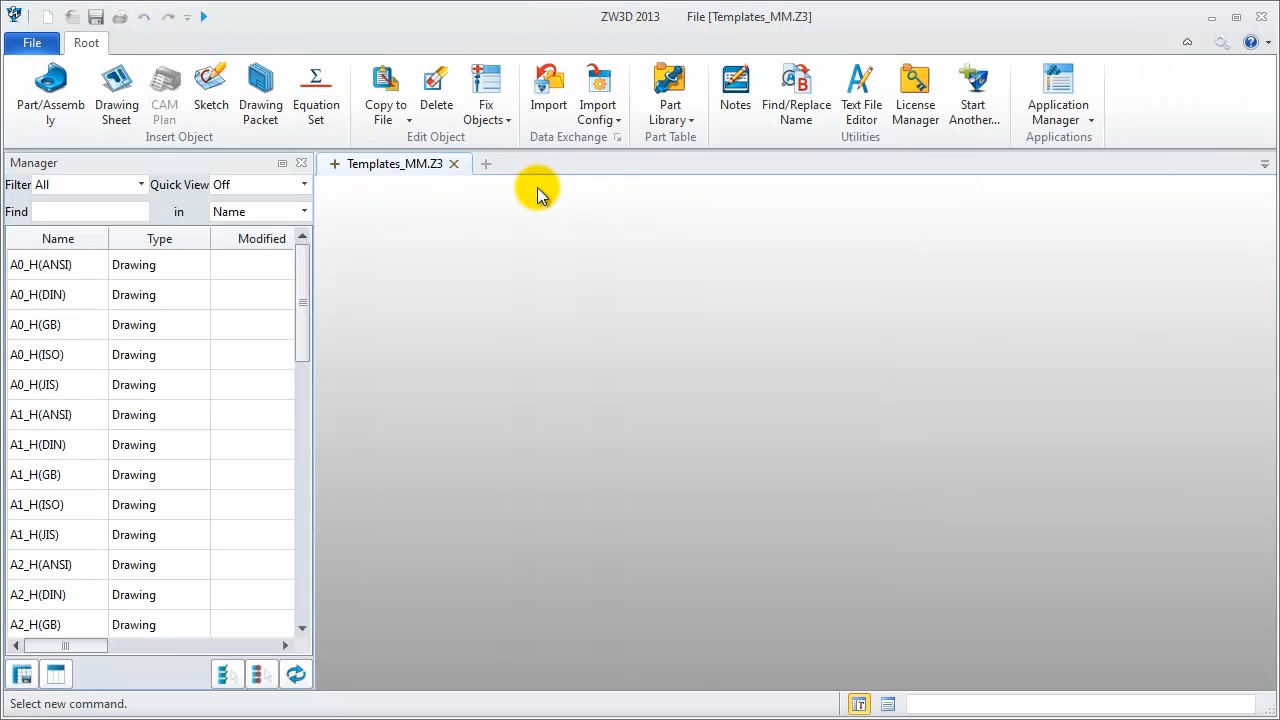 ZW3D 2013 File [Templates_MM.Z3]
File Root
Part/Assembly
Drawing Sheet
CAM Plan
Sketch
Drawing Packet
Equation Set
Insert Object
Copy to File
Delete
Fix Objects
Edit Object
Import
Import Config
Data Exchange
Part Library
Part Table
Notes
Find/Replace Name
Text File Editor
License Manager
Start Another...
Utilities
Application Manager
Applications
Manager
Templates_MM.Z3
Filter All Quick View Off
Find in Name
Name Type Modified
A0_H(ANSI) Drawing
A0_H(DIN) Drawing
A0_H(GB) Drawing
A0_H(ISO) Drawing
A0_H(JIS) Drawing
A1_H(ANSI) Drawing
A1_H(DIN) Drawing
A1_H(GB) Drawing
A1_H(ISO) Drawing
A1_H(JIS) Drawing
A2_H(ANSI) Drawing
A2_H(DIN) Drawing
A2_H(GB) Drawing
Select new command.